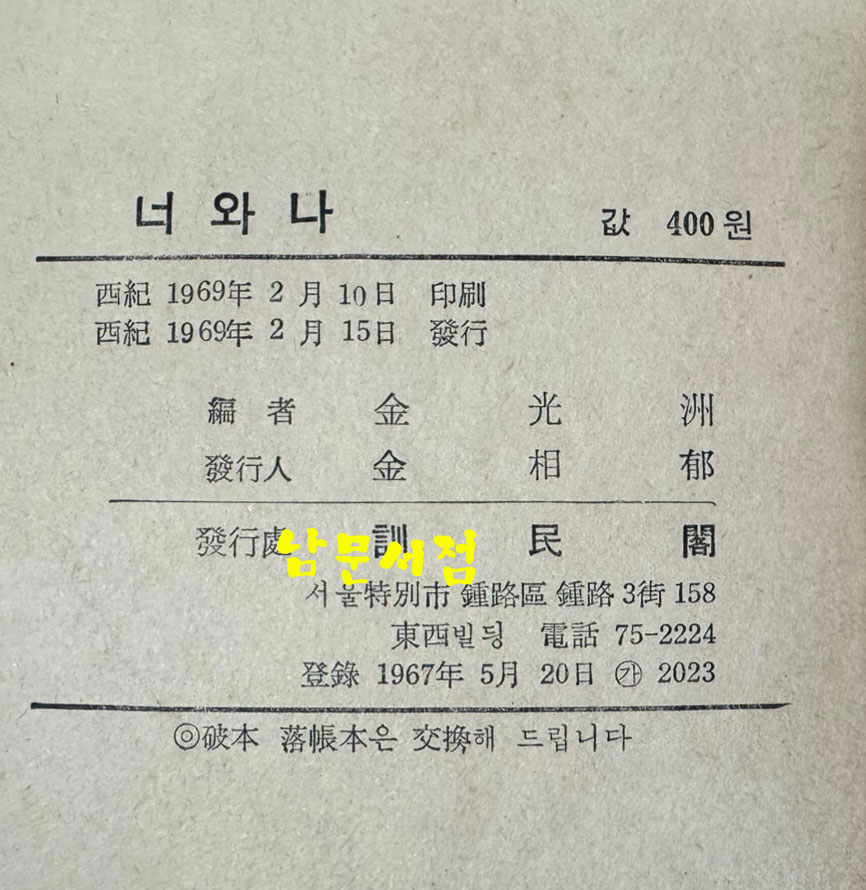 너와나 값 400원
西紀 1969年 2月 10日 印刷
西紀 1969年 2月 15日 發行
編者 金光洲
發行人 金相郁
發行處 訓民閣
남문서점
서울特別市 鍾路區 鍾路 3街 158
東西빌딩 電話 75-2224
登錄 1967年 5月 20日 ㉮ 2023
◎破本 落帳本은 交換해 드립니다